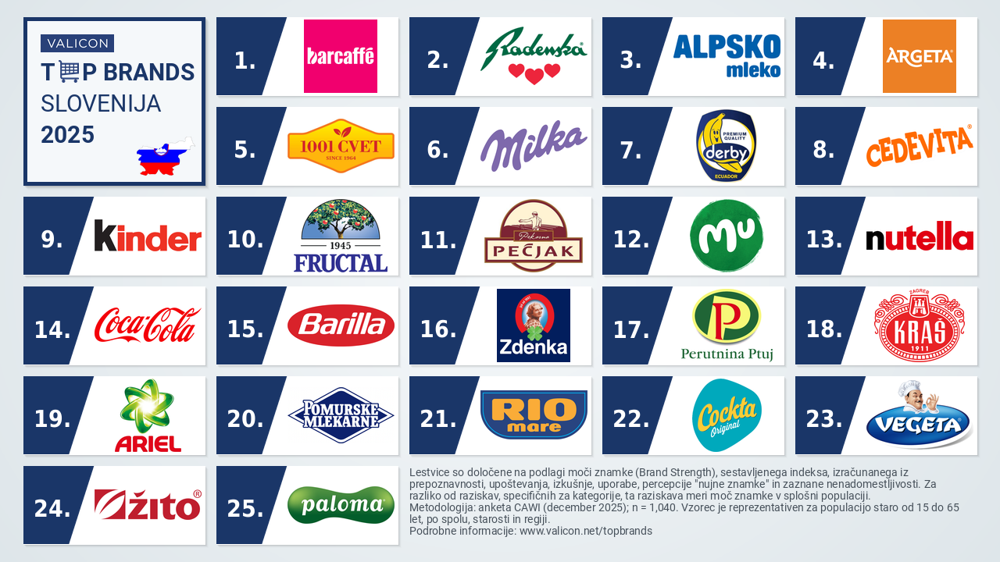 VALICON
T P BRANDS
SLOVENIJA
2025
1.
barcaffé
2.
Radenska
®
3.
ALPSKO
mleko
4.
ARGETA®
5.
1001 CVET
SINCE 1964
6.
Milka
7.
PREMIUM
QUALITY
derby
ECUADOR
8.
CEDEVITA®
9.
kinder
10.
1945
FRUCTAL
11.
Pekarna
PEČJAK
12.
Mu
13.
nutella
14.
Coca-Cola
15.
Barilla
16.
Zdenka
17.
P
Perutnina Ptuj
18.
ZAGREB
KRAŠ
1911
19.
ARIEL
20.
POMURSKE
MLEKARNE
21.
RIO
mare
22.
Cockta
Original
23.
VEGETA®
24.
žito®
25.
paloma®
Lestvice so določene na podlagi moči znamke (Brand Strength), sestavljenega indeksa, izračunanega iz
prepoznavnosti, upoštevanja, izkušnje, uporabe, percepcije "nujne znamke" in zaznane nenadomestljivosti. Za
razliko od raziskav, specifičnih za kategorije, ta raziskava meri moč znamke v splošni populaciji.
Metodologija: anketa CAWI (december 2025); n = 1,040. Vzorec je reprezentativen za populacijo staro od 15 do 65
let, po spolu, starosti in regiji.
Podrobne informacije: www.valicon.net/topbrands